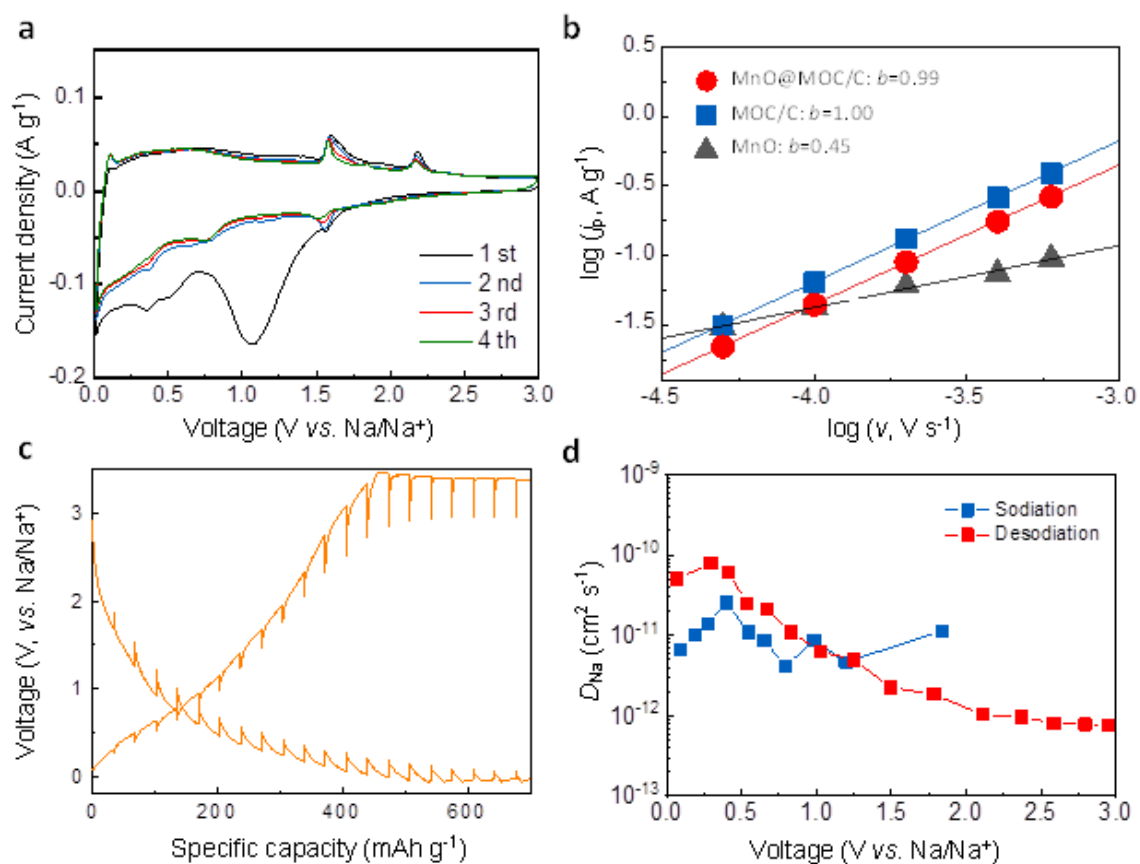 a
0.1
0.0
-0.1
-0.2
Current density (A g⁻¹)
1 st
2 nd
3 rd
4 th
0.0 0.5 1.0 1.5 2.0 2.5 3.0
Voltage (V vs. Na/Na⁺)
b
0.5
0.0
-0.5
-1.0
-1.5
log (jₚ, A g⁻¹)
MnO@MOC/C: b=0.99
MOC/C: b=1.00
MnO: b=0.45
-4.5 -4.0 -3.5 -3.0
log (v, V s⁻¹)
c
3
2
1
0
Voltage (V, vs. Na/Na⁺)
0 200 400 600
Specific capacity (mAh g⁻¹)
d
10⁻⁹
10⁻¹⁰
10⁻¹¹
10⁻¹²
10⁻¹³
D_Na (cm² s⁻¹)
Sodiation
Desodiation
0.0 0.5 1.0 1.5 2.0 2.5 3.0
Voltage (V vs. Na/Na⁺)